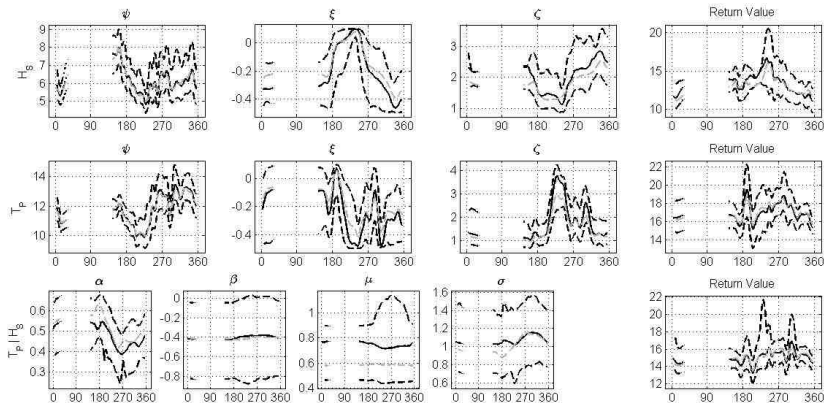 ψ ξ ζ Return Value
H_S
9 8 7 6 5
0 -0.2 -0.4
3 2 1
20 15 10
0 90 180 270 360 0 90 180 270 360 0 90 180 270 360 0 90 180 270 360
ψ ξ ζ Return Value
T_P
14 12 10
0 -0.2 -0.4
4 3 2 1
22 20 18 16 14
0 90 180 270 360 0 90 180 270 360 0 90 180 270 360 0 90 180 270 360
α β μ σ Return Value
T_P | H_S
0.6 0.5 0.4 0.3
0 -0.2 -0.4 -0.6 -0.8
1 0.8 0.6 0.4
1.6 1.4 1.2 1 0.8 0.6
22 20 18 16 14 12
0 90 180 270 360 0 90 180 270 360 0 90 180 270 360 0 90 180 270 360 0 90 180 270 360